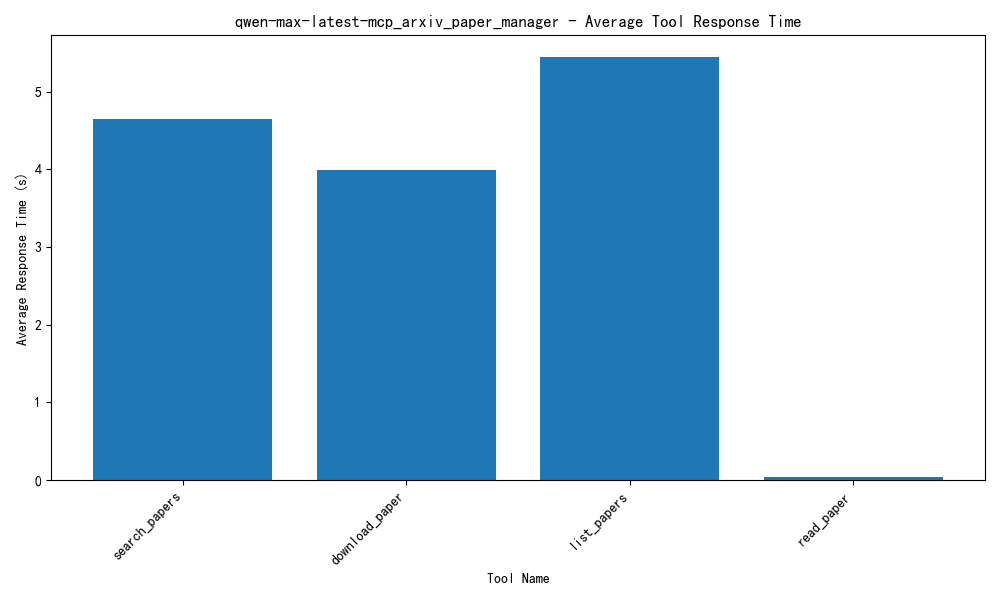 qwen-max-latest-mcp_arxiv_paper_manager - Average Tool Response Time
Average Response Time (s)
5
4
3
2
1
0
search_papers
download_paper
list_papers
read_paper
Tool Name